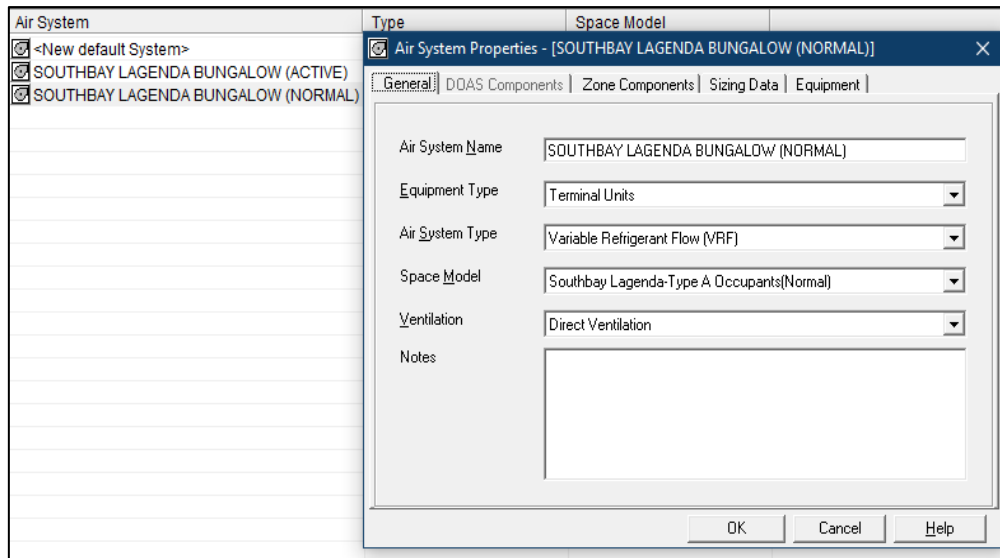 Air System Type Space Model
<New default System>
SOUTHBAY LAGENDA BUNGALOW (ACTIVE)
SOUTHBAY LAGENDA BUNGALOW (NORMAL)
Air System Properties - [SOUTHBAY LAGENDA BUNGALOW (NORMAL)]
General DOAS Components Zone Components Sizing Data Equipment
Air System Name SOUTHBAY LAGENDA BUNGALOW (NORMAL)
Equipment Type Terminal Units
Air System Type Variable Refrigerant Flow (VRF)
Space Model Southbay Lagenda-Type A Occupants(Normal)
Ventilation Direct Ventilation
Notes
OK Cancel Help